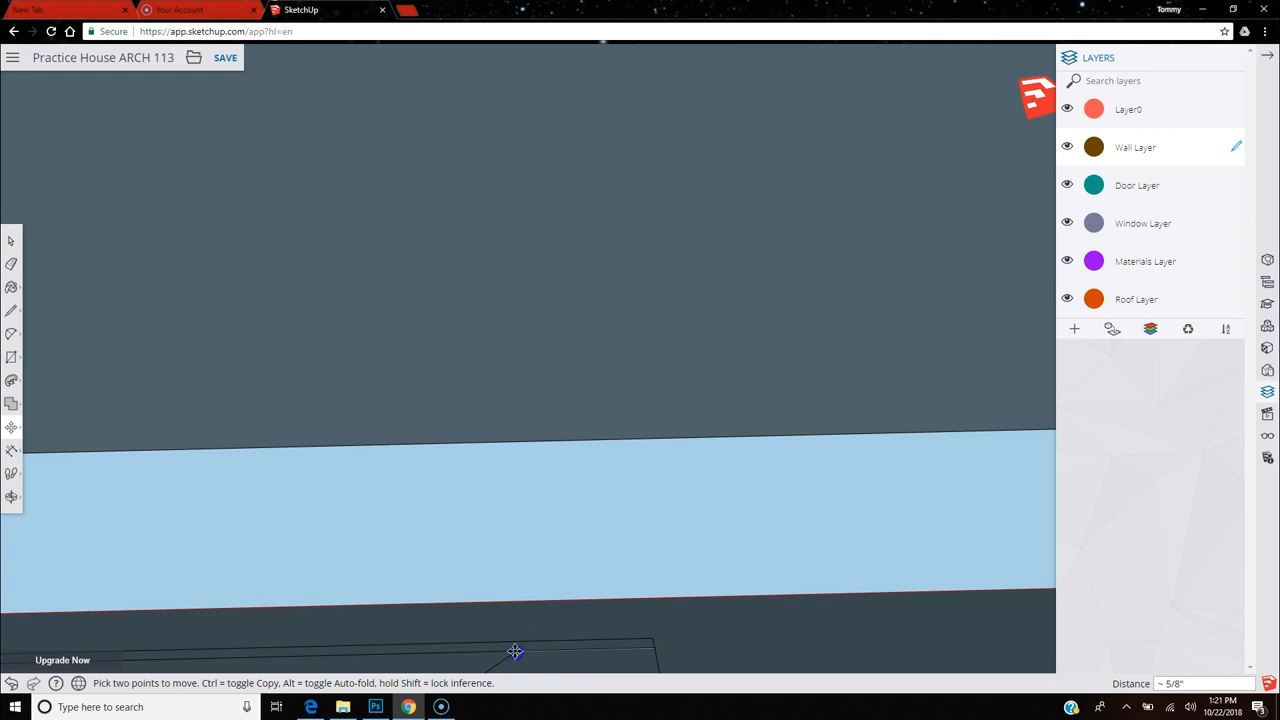 New Tab
Your Account
SketchUp
Tommy
Secure
https://app.sketchup.com/app?hl=en
Practice House ARCH 113
SAVE
LAYERS
Search layers
Layer0
Wall Layer
Door Layer
Window Layer
Materials Layer
Roof Layer
Upgrade Now
Pick two points to move. Ctrl = toggle Copy, Alt = toggle Auto-fold, hold Shift = lock inference.
Distance
~ 5/8"
Type here to search
1:21 PM
10/22/2018